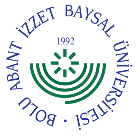 BOLU ABANT İZZET BAYSAL ÜNİVERSİTESİ
1992